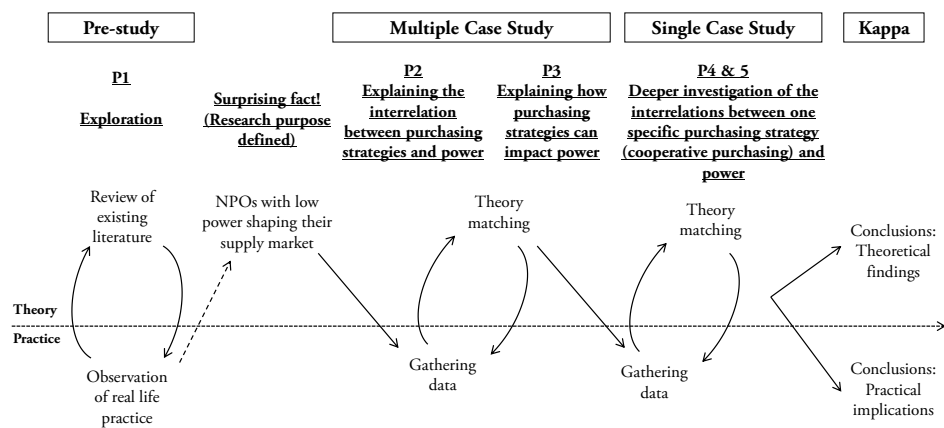 Pre-study
Multiple Case Study
Single Case Study
Kappa
P1
Exploration
Surprising fact!
(Research purpose
defined)
P2
Explaining the
interrelation
between purchasing
strategies and power
P3
Explaining how
purchasing
strategies can
impact power
P4 & 5
Deeper investigation of the
interrelations between one
specific purchasing strategy
(cooperative purchasing) and
power
Review of
existing
literature
NPOs with low
power shaping their
supply market
Theory
matching
Theory
matching
Conclusions:
Theoretical
findings
Theory
Practice
Observation
of real life
practice
Gathering
data
Gathering
data
Conclusions:
Practical
implications